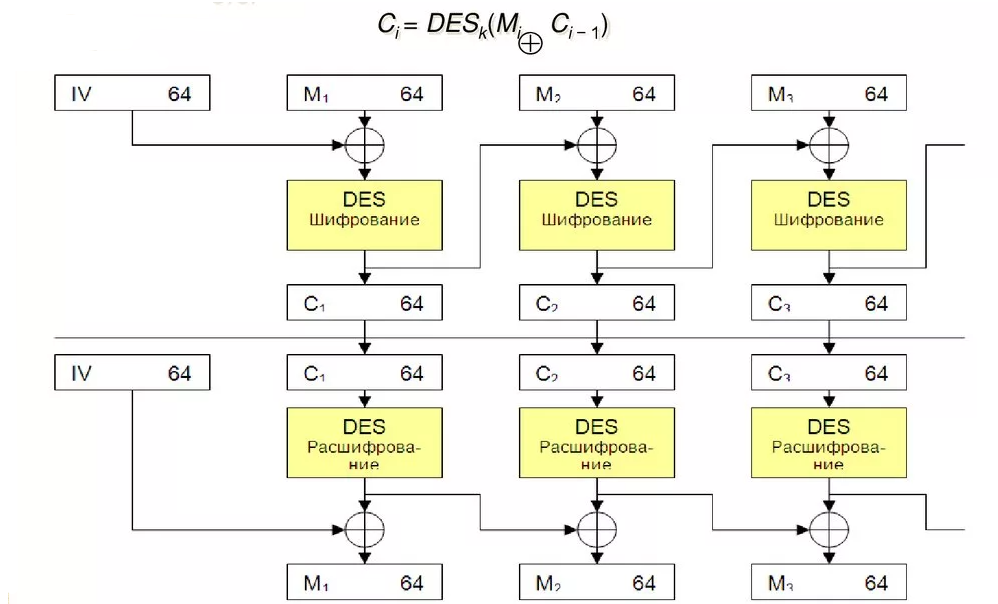 Cᵢ = DESₖ(Mᵢ ⊕ Cᵢ₋₁)
IV 64 M₁ 64 M₂ 64 M₃ 64
DES DES DES
Шифрование Шифрование Шифрование
C₁ 64 C₂ 64 C₃ 64
IV 64 C₁ 64 C₂ 64 C₃ 64
DES DES DES
Расшифрова- Расшифрова- Расшифрова-
ние ние ние
M₁ 64 M₂ 64 M₃ 64